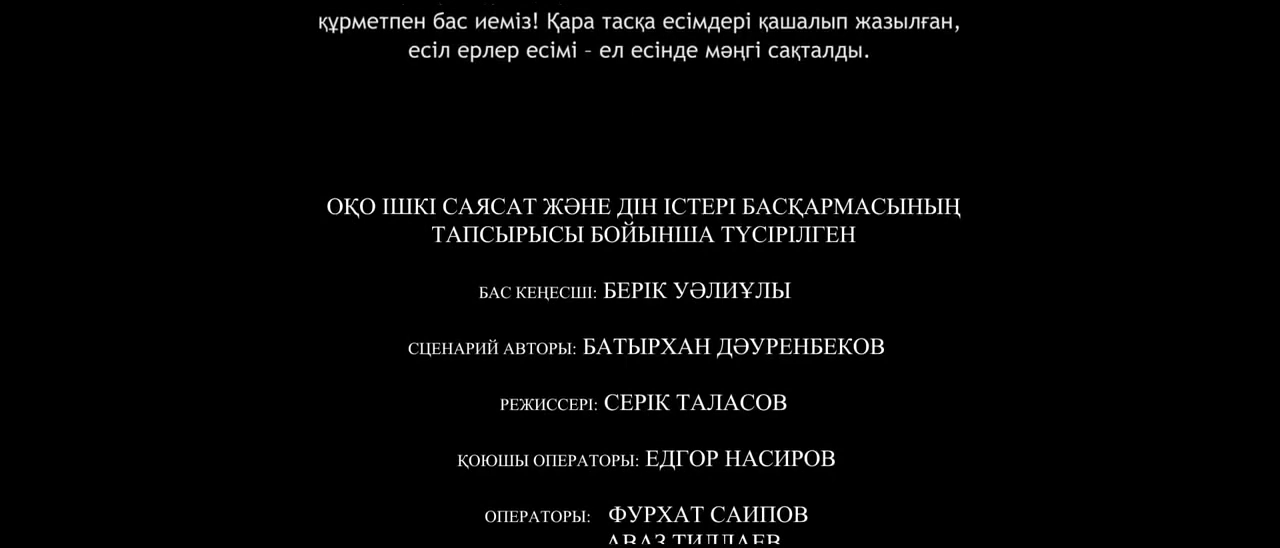 құрметпен бас иеміз! Қара тасқа есімдері қашалып жазылған,
есіл ерлер есімі – ел есінде мәңгі сақталды.
ОҚО ІШКІ САЯСАТ ЖӘНЕ ДІН ІСТЕРІ БАСҚАРМАСЫНЫҢ
ТАПСЫРЫСЫ БОЙЫНША ТҮСІРІЛГЕН
БАС КЕҢЕСШІ: БЕРІК УӘЛИҰЛЫ
СЦЕНАРИЙ АВТОРЫ: БАТЫРХАН ДӘУРЕНБЕКОВ
РЕЖИССЕРІ: СЕРІК ТАЛАСОВ
ҚОЮШЫ ОПЕРАТОРЫ: ЕДГОР НАСИРОВ
ОПЕРАТОРЫ: ФУРХАТ САИПОВ